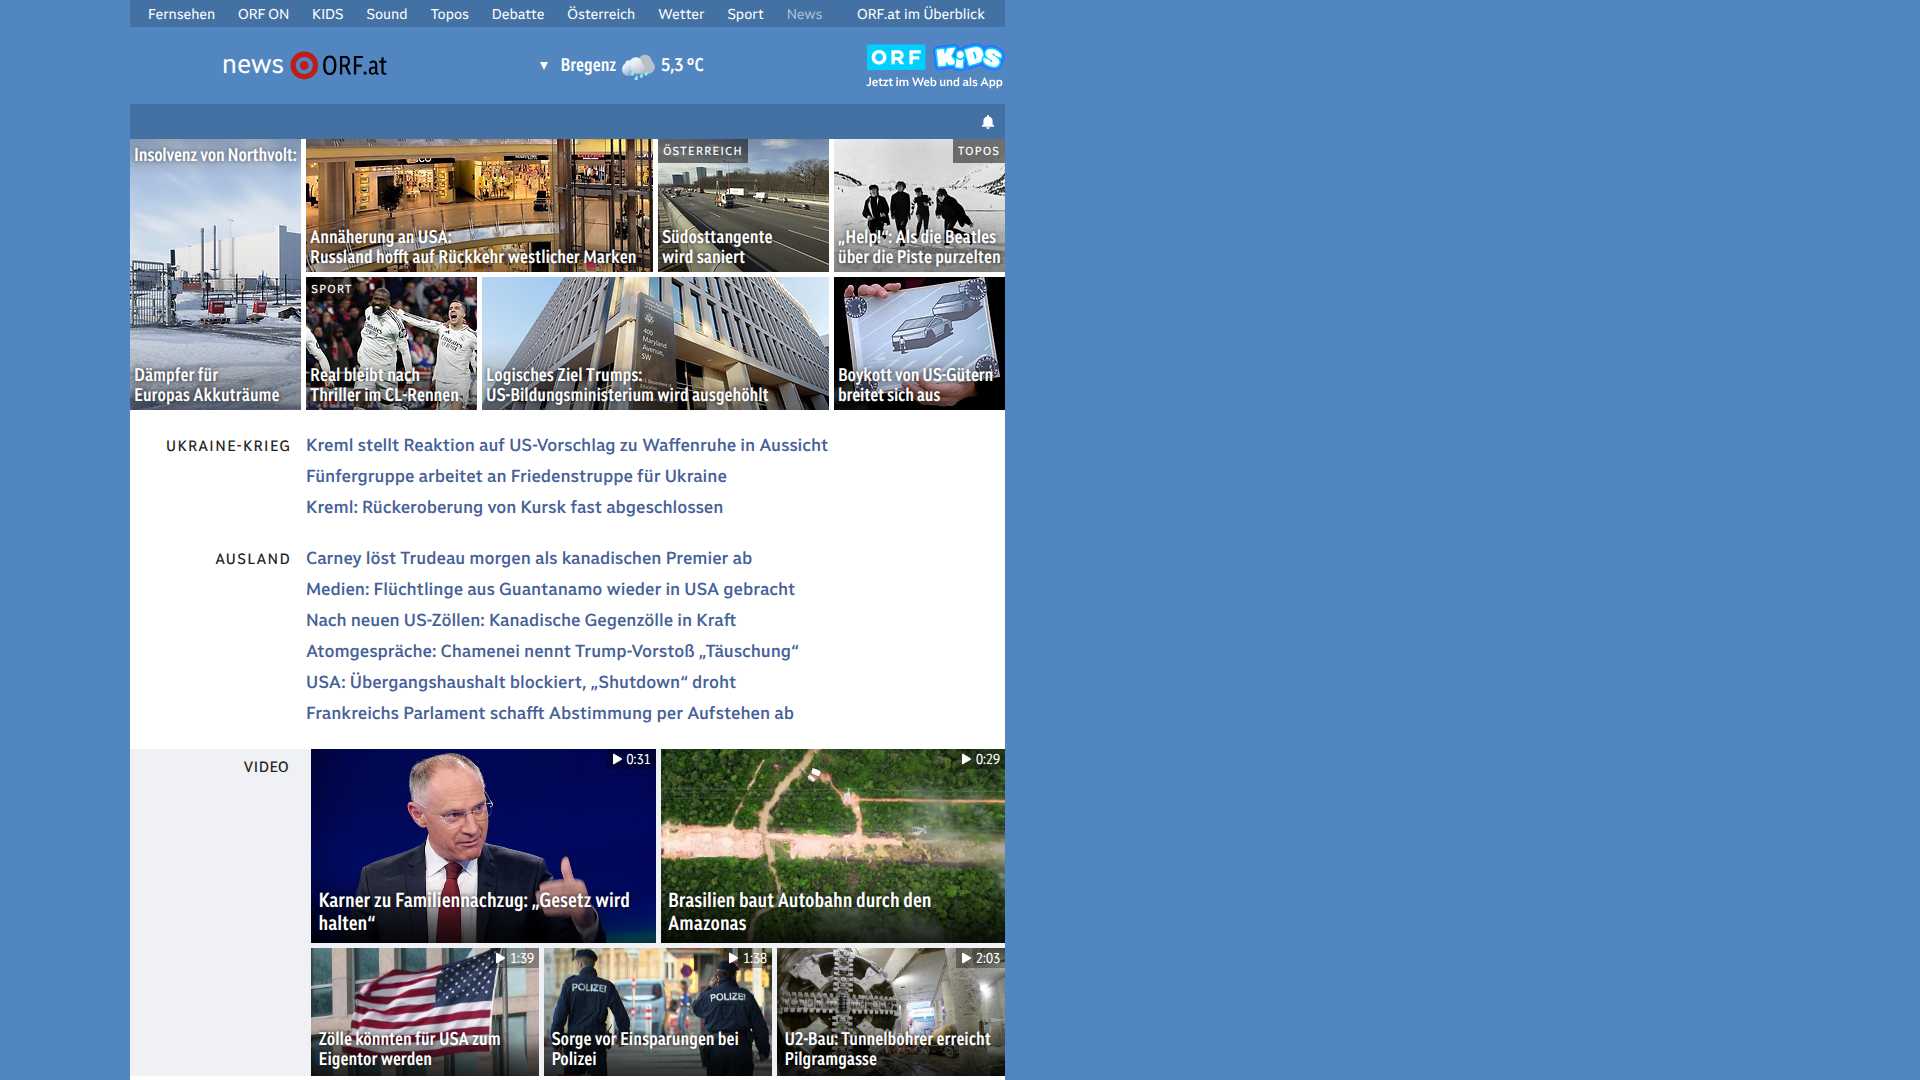 Fernsehen ORF ON KIDS Sound Topos Debatte Österreich Wetter Sport News ORF.at im Überblick
news ORF.at
▼ Bregenz 5,3 °C
ORF KIDS
Jetzt im Web und als App
Insolvenz von Northvolt:
Dämpfer für
Europas Akkuträume
Annäherung an USA:
Russland hofft auf Rückkehr westlicher Marken
ÖSTERREICH
Südosttangente
wird saniert
TOPOS
„Help!“: Als die Beatles
über die Piste purzelten
SPORT
Real bleibt nach
Thriller im CL-Rennen
400
Maryland
Avenue,
SW
Logisches Ziel Trumps:
US-Bildungsministerium wird ausgehöhlt
Boykott von US-Gütern
breitet sich aus
UKRAINE-KRIEG
Kreml stellt Reaktion auf US-Vorschlag zu Waffenruhe in Aussicht
Fünfergruppe arbeitet an Friedenstruppe für Ukraine
Kreml: Rückeroberung von Kursk fast abgeschlossen
AUSLAND
Carney löst Trudeau morgen als kanadischen Premier ab
Medien: Flüchtlinge aus Guantanamo wieder in USA gebracht
Nach neuen US-Zöllen: Kanadische Gegenzölle in Kraft
Atomgespräche: Chamenei nennt Trump-Vorstoß „Täuschung“
USA: Übergangshaushalt blockiert, „Shutdown“ droht
Frankreichs Parlament schafft Abstimmung per Aufstehen ab
VIDEO
0:31
Karner zu Familiennachzug: „Gesetz wird
halten“
0:29
Brasilien baut Autobahn durch den
Amazonas
1:39
Zölle könnten für USA zum
Eigentor werden
1:38
POLIZEI
POLIZEI
Sorge vor Einsparungen bei
Polizei
2:03
U2-Bau: Tunnelbohrer erreicht
Pilgramgasse